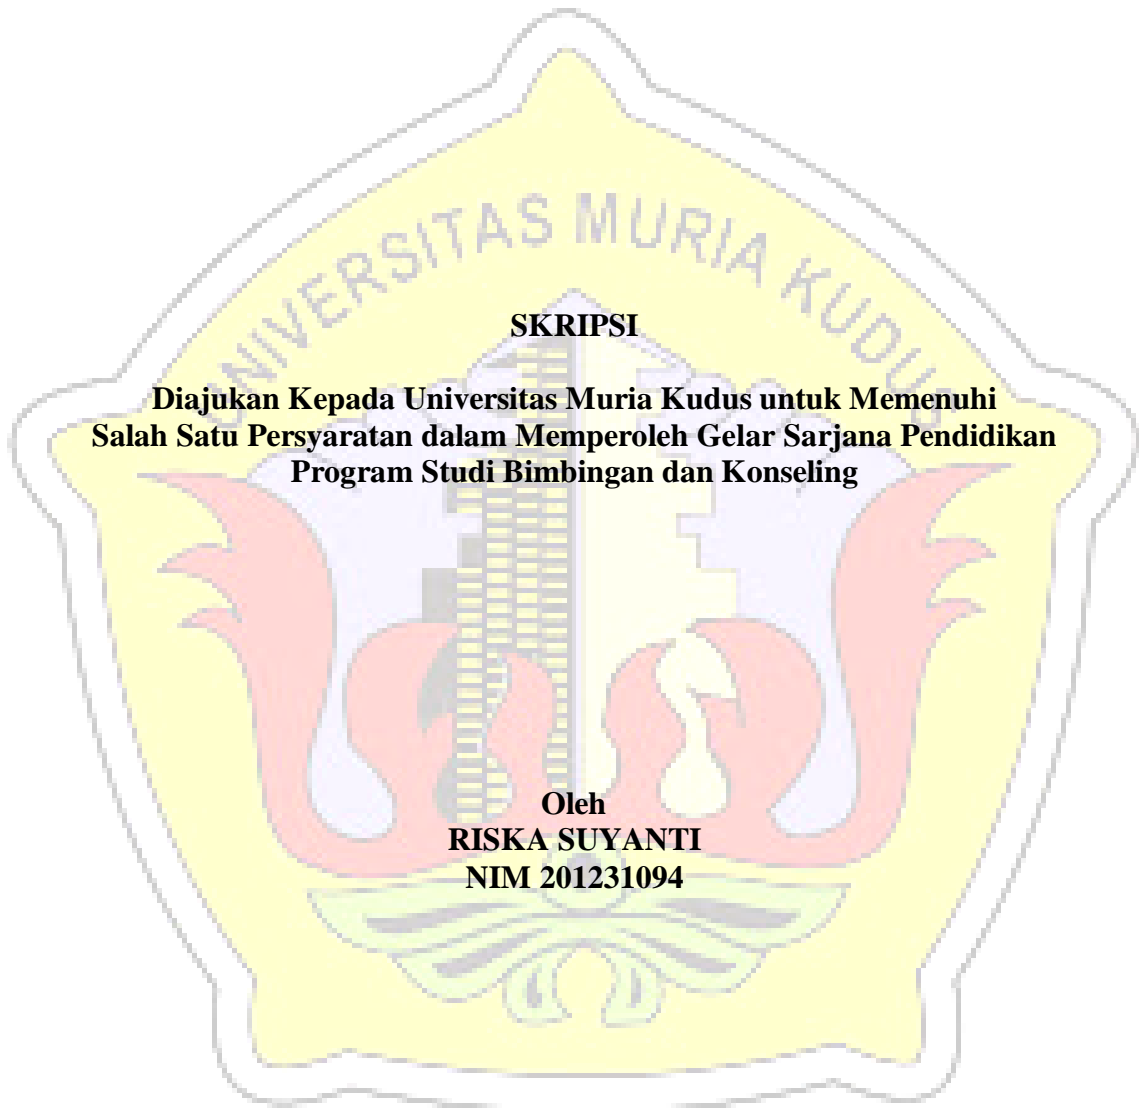 UNIVERSITAS MURIA KUDUS
SKRIPSI
Diajukan Kepada Universitas Muria Kudus untuk Memenuhi
Salah Satu Persyaratan dalam Memperoleh Gelar Sarjana Pendidikan
Program Studi Bimbingan dan Konseling
Oleh
RISKA SUYANTI
NIM 201231094